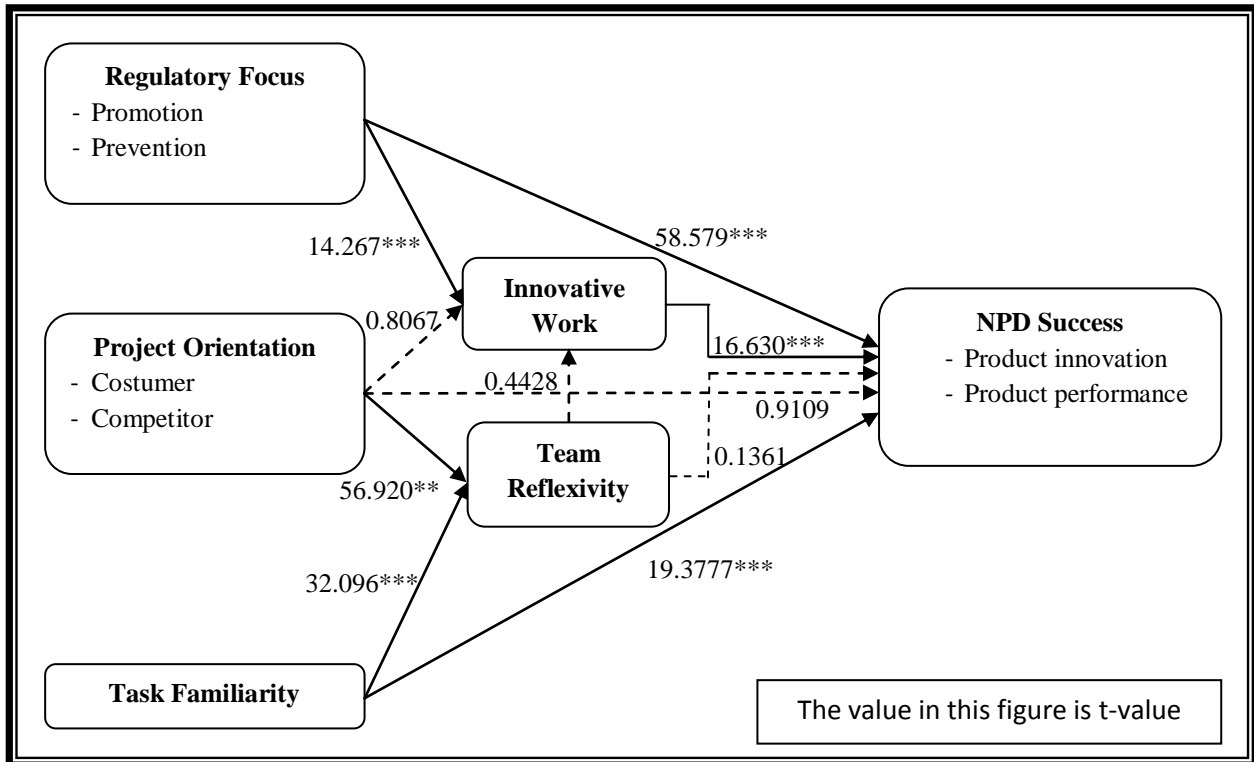 Regulatory Focus
- Promotion
- Prevention
58.579***
14.267***
Innovative
Work
0.8067
NPD Success
- Product innovation
- Product performance
Project Orientation
- Costumer
- Competitor
16.630***
0.4428
0.9109
Team
Reflexivity
0.1361
56.920**
32.096***
19.3777***
Task Familiarity
The value in this figure is t-value